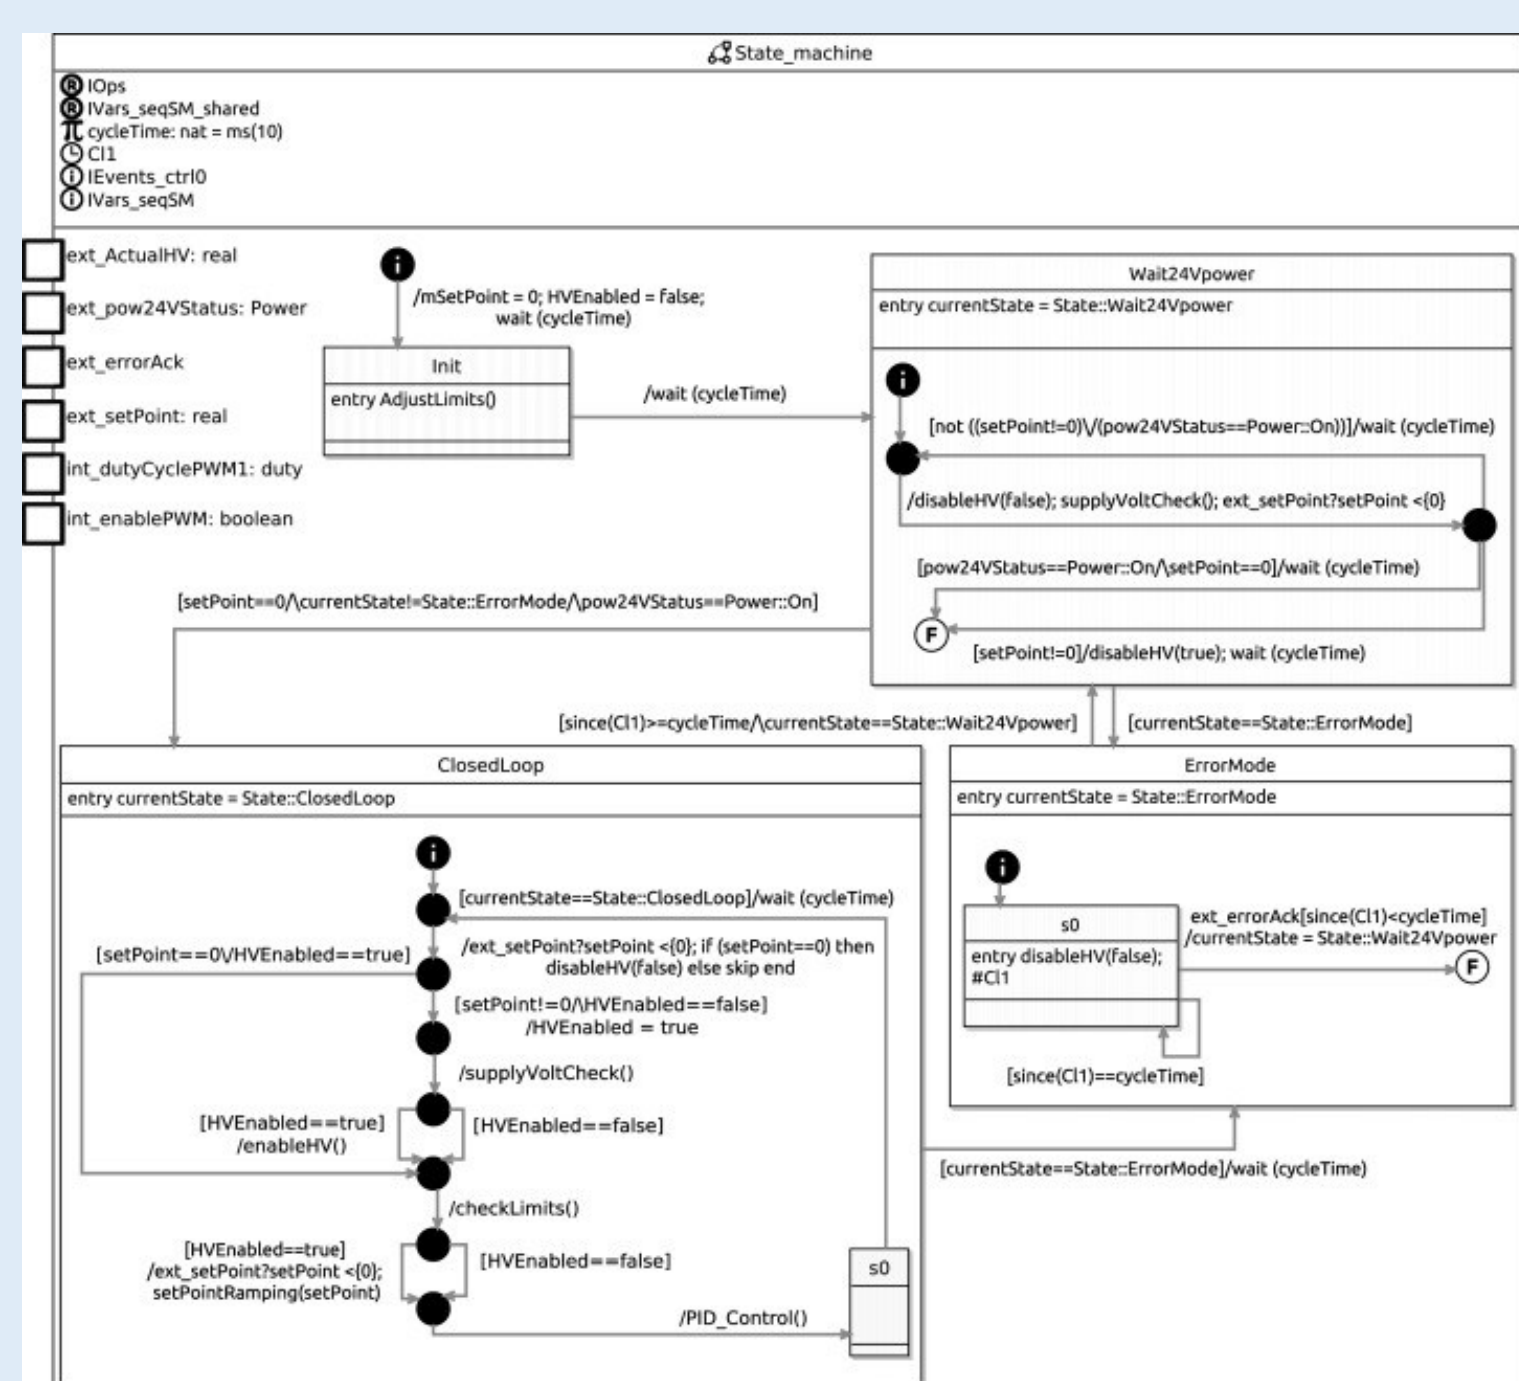 State_machine
R IOps
R IVars_seqSM_shared
π cycleTime: nat = ms(10)
Cl1
i IEvents_ctrl0
i IVars_seqSM
ext_ActualHV: real
ext_pow24VStatus: Power
ext_errorAck
ext_setPoint: real
int_dutyCyclePWM1: duty
int_enablePWM: boolean
i
/mSetPoint = 0; HVEnabled = false;
wait (cycleTime)
Init
entry AdjustLimits()
/wait (cycleTime)
Wait24Vpower
entry currentState = State::Wait24Vpower
i
[not ((setPoint!=0)\/(pow24VStatus==Power::On))]/wait (cycleTime)
/disableHV(false); supplyVoltCheck(); ext_setPoint?setPoint <{0}
[pow24VStatus==Power::On/\setPoint==0]/wait (cycleTime)
F
[setPoint!=0]/disableHV(true); wait (cycleTime)
[setPoint==0/\currentState!=State::ErrorMode/\pow24VStatus==Power::On]
[since(Cl1)>=cycleTime/\currentState==State::Wait24Vpower]
[currentState==State::ErrorMode]
ClosedLoop
entry currentState = State::ClosedLoop
i
[currentState==State::ClosedLoop]/wait (cycleTime)
/ext_setPoint?setPoint <{0}; if (setPoint==0) then
disableHV(false) else skip end
[setPoint==0\/HVEnabled==true]
[setPoint!=0/\HVEnabled==false]
/HVEnabled = true
/supplyVoltCheck()
[HVEnabled==true]
/enableHV()
[HVEnabled==false]
/checkLimits()
[HVEnabled==true]
/ext_setPoint?setPoint <{0};
setPointRamping(setPoint)
[HVEnabled==false]
/PID_Control()
s0
ErrorMode
entry currentState = State::ErrorMode
i
s0
entry disableHV(false);
#Cl1
ext_errorAck[since(Cl1)<cycleTime]
/currentState = State::Wait24Vpower
F
[since(Cl1)==cycleTime]
[currentState==State::ErrorMode]/wait (cycleTime)